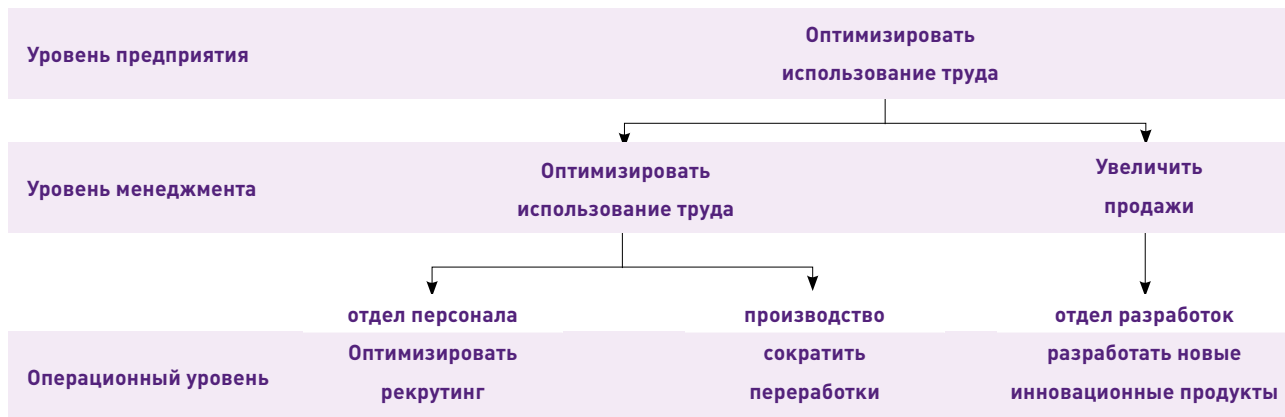 Уровень предприятия
Оптимизировать
использование труда
Уровень менеджмента
Оптимизировать
использование труда
Увеличить
продажи
отдел персонала
производство
отдел разработок
Операционный уровень
Оптимизировать
рекрутинг
сократить
переработки
разработать новые
инновационные продукты